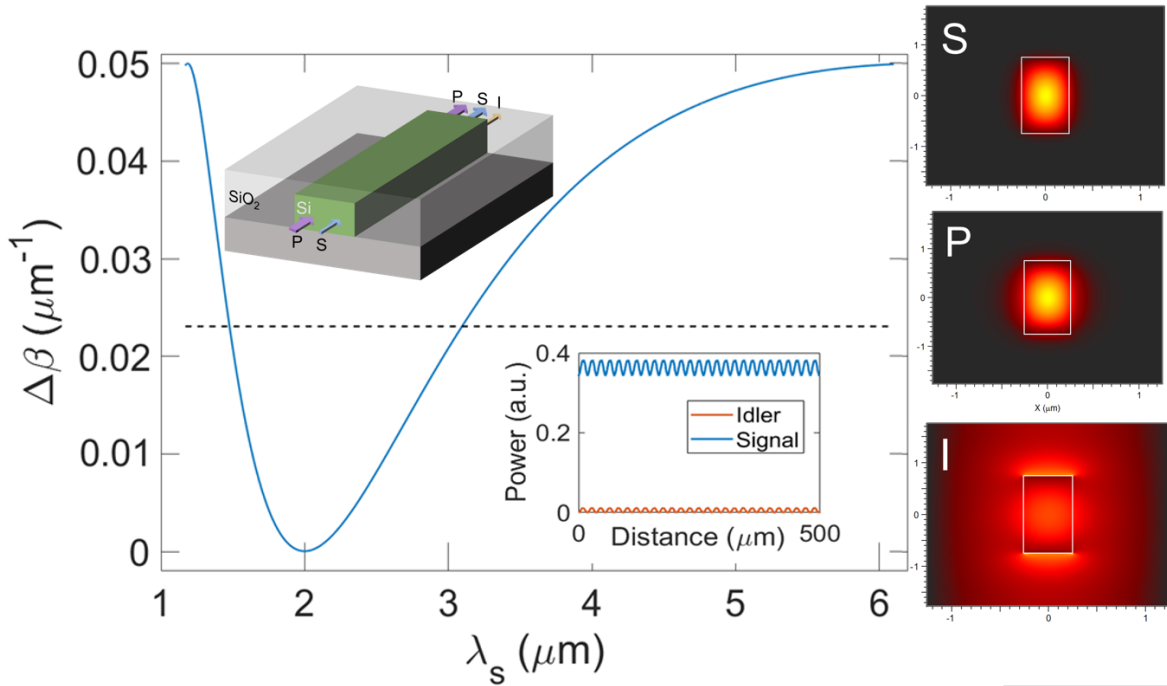 Δβ (μm⁻¹)
0.05
0.04
0.03
0.02
0.01
0
1 2 3 4 5 6
λₛ (μm)
P S I
SiO₂
Si
P S
Power (a.u.)
0.4
0.2
0
Idler
Signal
0 Distance (μm) 500
S
1
0
-1
-1 0 1
P
1
0
-1
-1 0 1
X (μm)
I
1
0
-1
-1 0 1